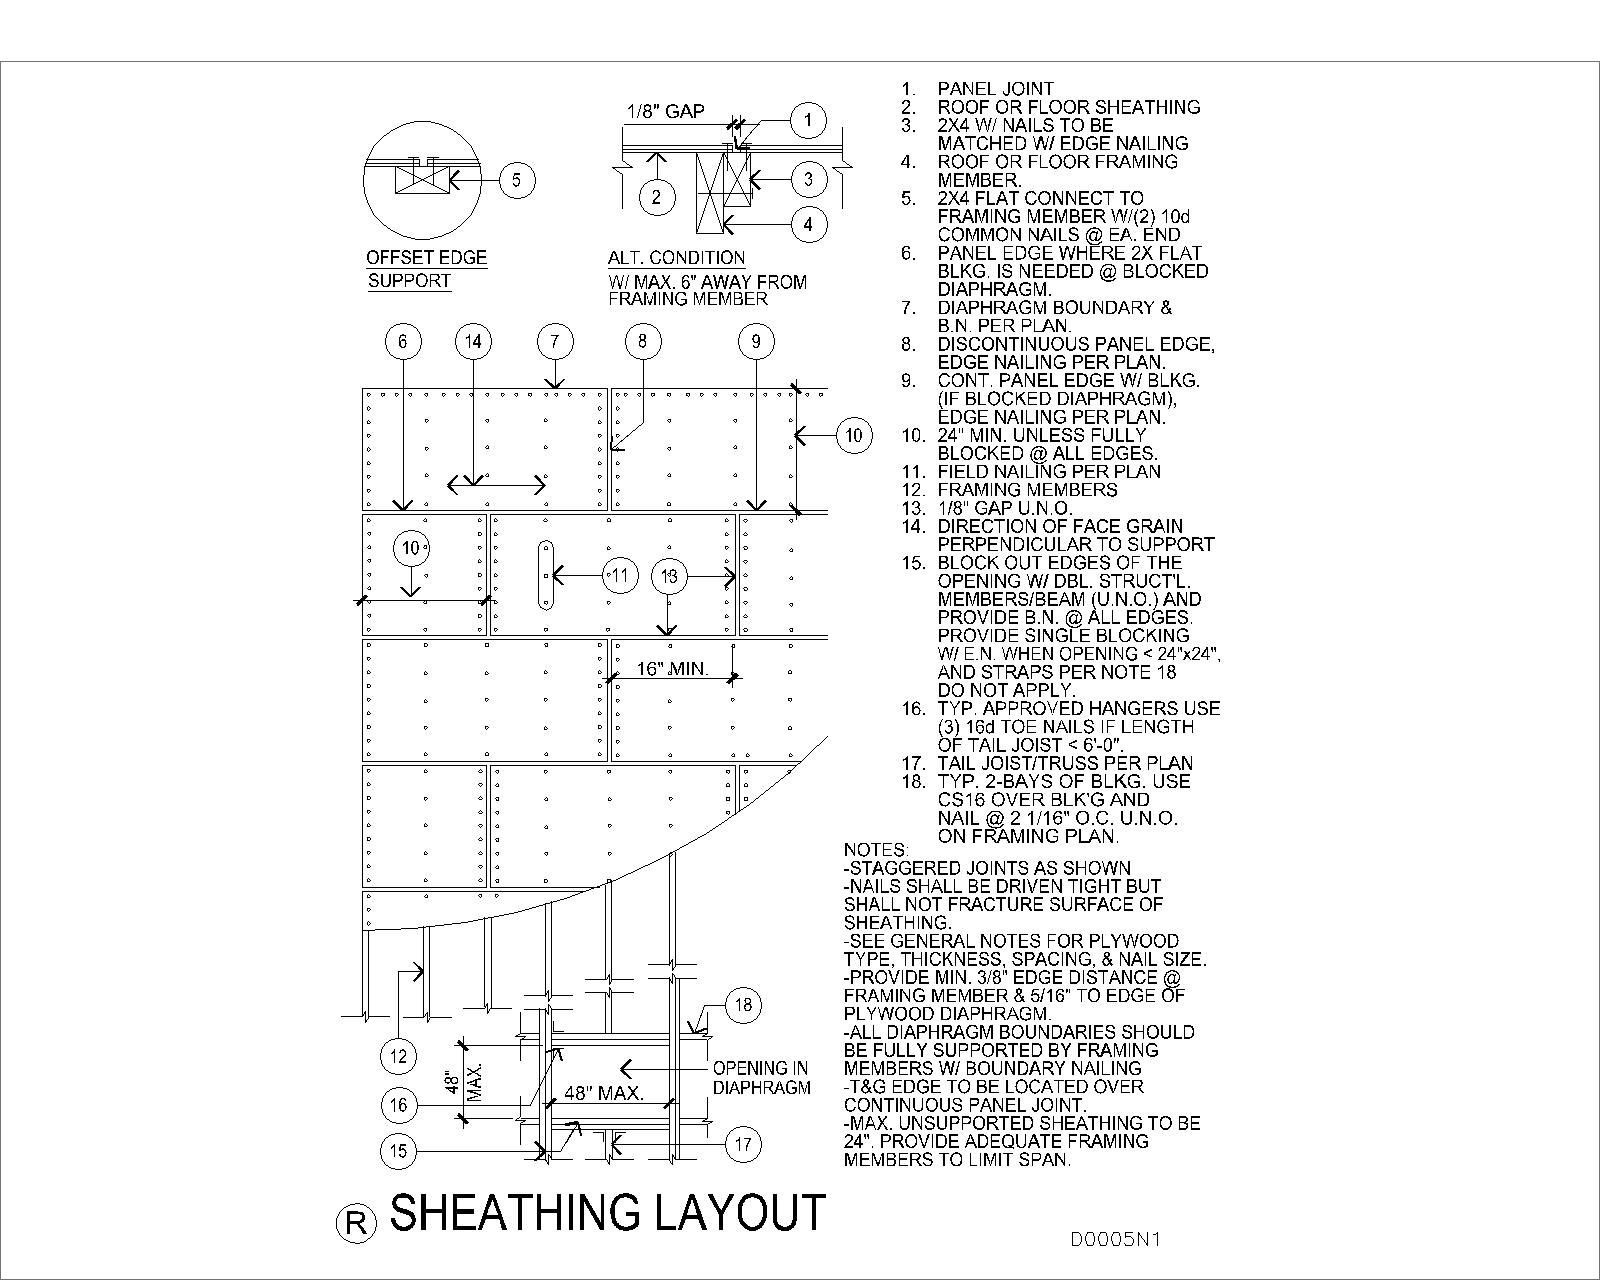 1/8" GAP
1
5
3
2
4
OFFSET EDGE
SUPPORT
ALT. CONDITION
W/ MAX. 6" AWAY FROM
FRAMING MEMBER
6
14
7
8
9
10
10
11
13
16" MIN.
12
18
48"
MAX.
OPENING IN
DIAPHRAGM
48" MAX.
16
15
17
1. PANEL JOINT
2. ROOF OR FLOOR SHEATHING
3. 2X4 W/ NAILS TO BE
MATCHED W/ EDGE NAILING
4. ROOF OR FLOOR FRAMING
MEMBER.
5. 2X4 FLAT CONNECT TO
FRAMING MEMBER W/(2) 10d
COMMON NAILS @ EA. END
6. PANEL EDGE WHERE 2X FLAT
BLKG. IS NEEDED @ BLOCKED
DIAPHRAGM.
7. DIAPHRAGM BOUNDARY &
B.N. PER PLAN.
8. DISCONTINUOUS PANEL EDGE,
EDGE NAILING PER PLAN.
9. CONT. PANEL EDGE W/ BLKG.
(IF BLOCKED DIAPHRAGM),
EDGE NAILING PER PLAN.
10. 24" MIN. UNLESS FULLY
BLOCKED @ ALL EDGES.
11. FIELD NAILING PER PLAN
12. FRAMING MEMBERS
13. 1/8" GAP U.N.O.
14. DIRECTION OF FACE GRAIN
PERPENDICULAR TO SUPPORT
15. BLOCK OUT EDGES OF THE
OPENING W/ DBL. STRUCT'L.
MEMBERS/BEAM (U.N.O.) AND
PROVIDE B.N. @ ALL EDGES.
PROVIDE SINGLE BLOCKING
W/ E.N. WHEN OPENING < 24"x24",
AND STRAPS PER NOTE 18
DO NOT APPLY.
16. TYP. APPROVED HANGERS USE
(3) 16d TOE NAILS IF LENGTH
OF TAIL JOIST < 6'-0".
17. TAIL JOIST/TRUSS PER PLAN
18. TYP. 2-BAYS OF BLKG. USE
CS16 OVER BLK'G AND
NAIL @ 2 1/16" O.C. U.N.O.
ON FRAMING PLAN.
NOTES:
-STAGGERED JOINTS AS SHOWN
-NAILS SHALL BE DRIVEN TIGHT BUT
SHALL NOT FRACTURE SURFACE OF
SHEATHING.
-SEE GENERAL NOTES FOR PLYWOOD
TYPE, THICKNESS, SPACING, & NAIL SIZE.
-PROVIDE MIN. 3/8" EDGE DISTANCE @
FRAMING MEMBER & 5/16" TO EDGE OF
PLYWOOD DIAPHRAGM.
-ALL DIAPHRAGM BOUNDARIES SHOULD
BE FULLY SUPPORTED BY FRAMING
MEMBERS W/ BOUNDARY NAILING
-T&G EDGE TO BE LOCATED OVER
CONTINUOUS PANEL JOINT.
-MAX. UNSUPPORTED SHEATHING TO BE
24". PROVIDE ADEQUATE FRAMING
MEMBERS TO LIMIT SPAN.
R SHEATHING LAYOUT
D0005N1